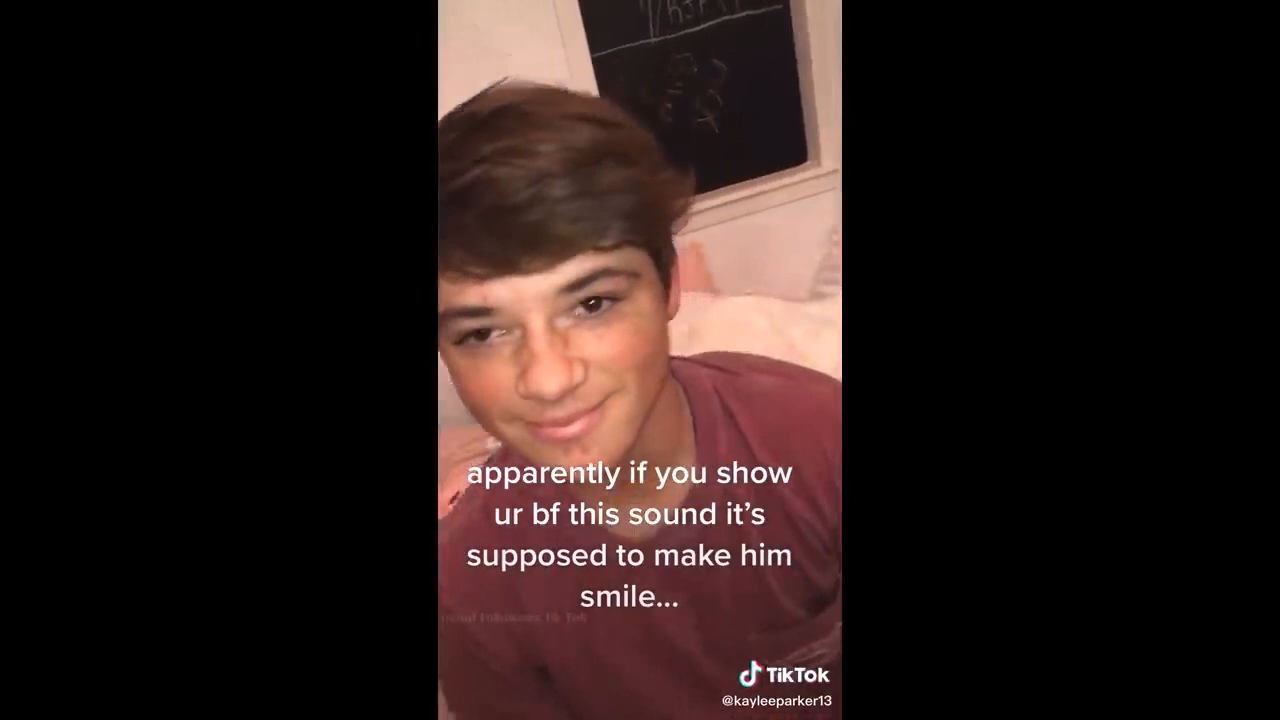 apparently if you show
ur bf this sound it’s
supposed to make him
smile...
TikTok
@kayleeparker13